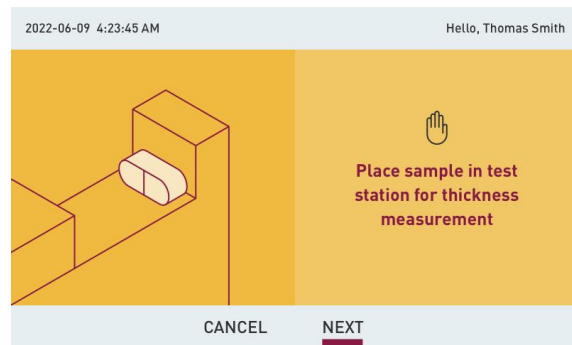 2022-06-09 4:23:45 AM
Hello, Thomas Smith
Place sample in test
station for thickness
measurement
CANCEL
NEXT